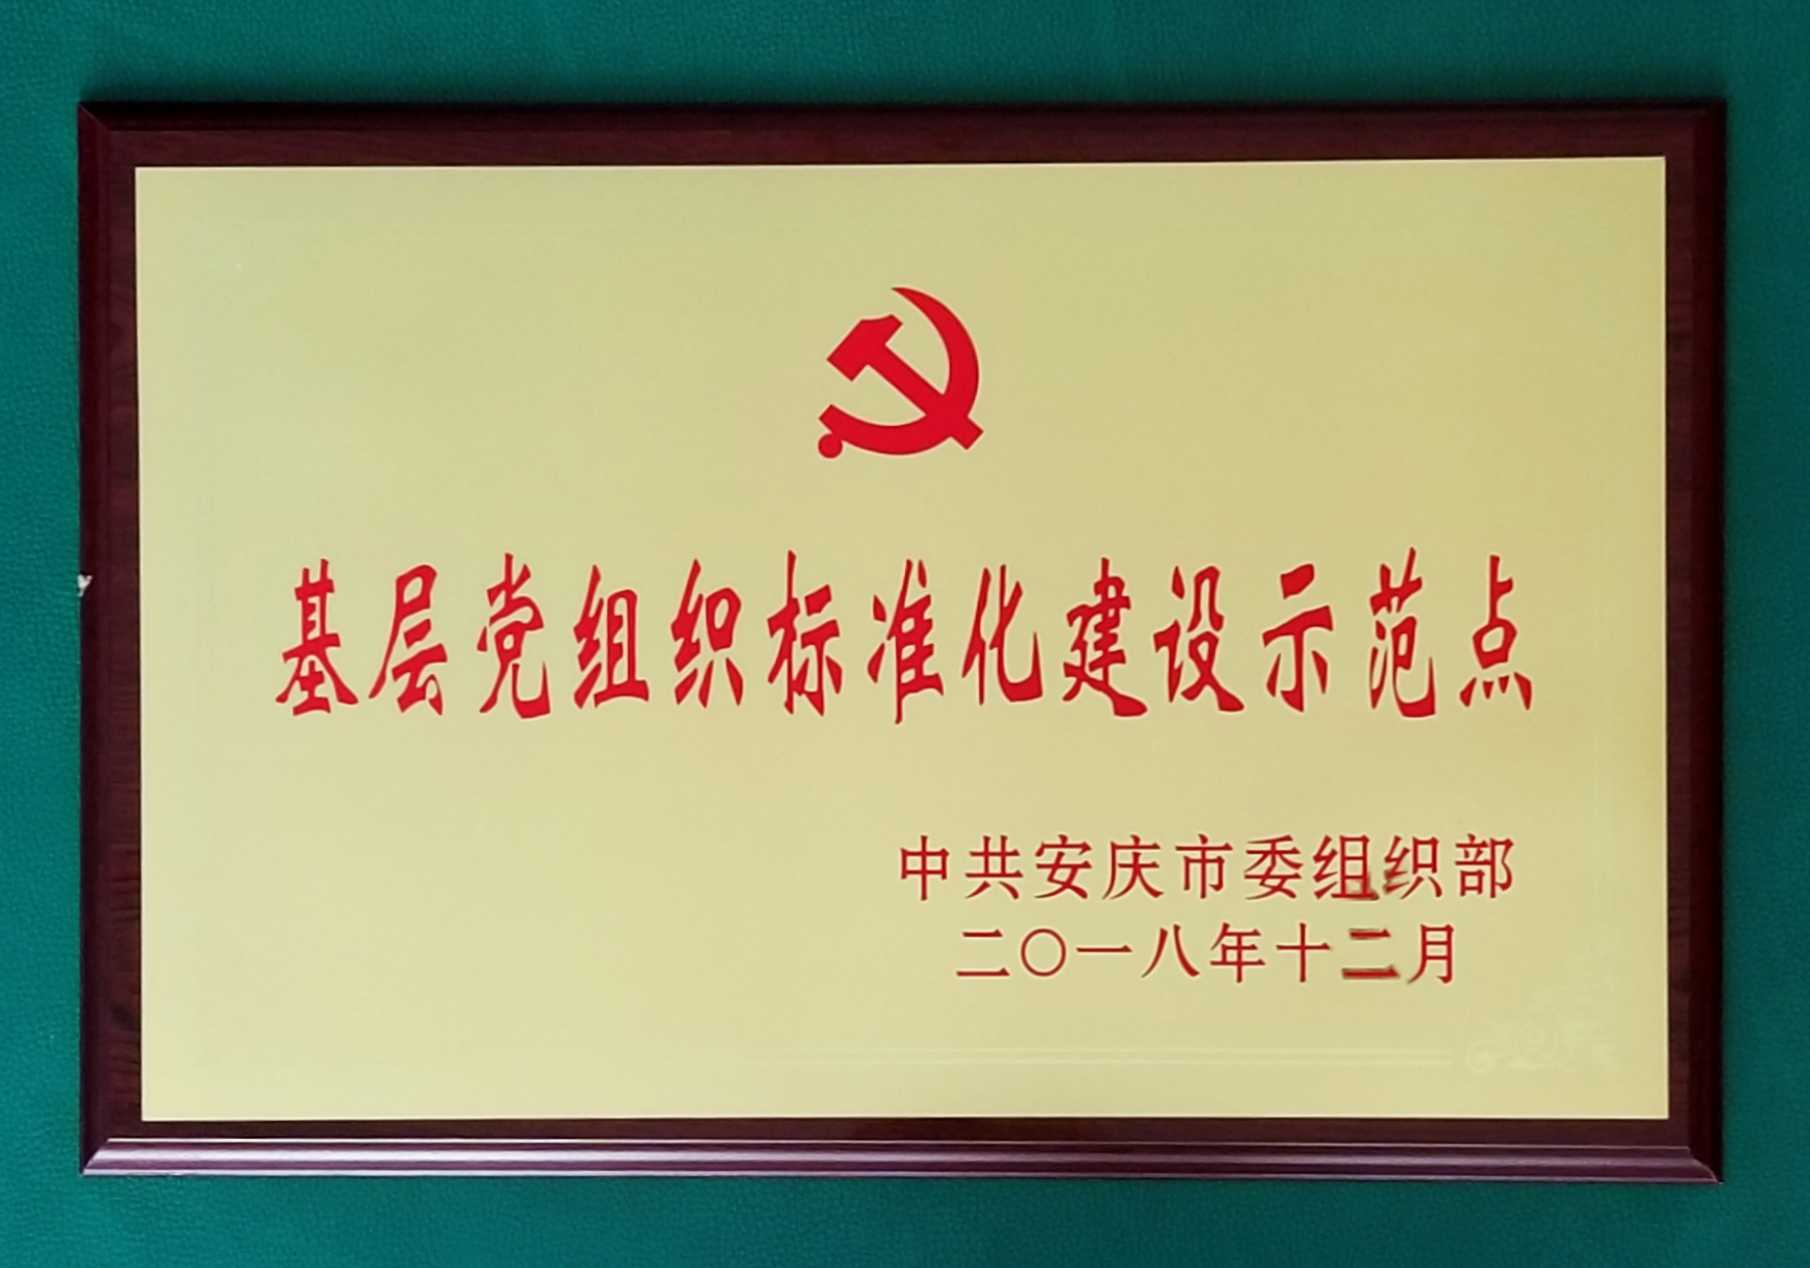 基层党组织标准化建设示范点
中共安庆市委组织部
二〇一八年十二月